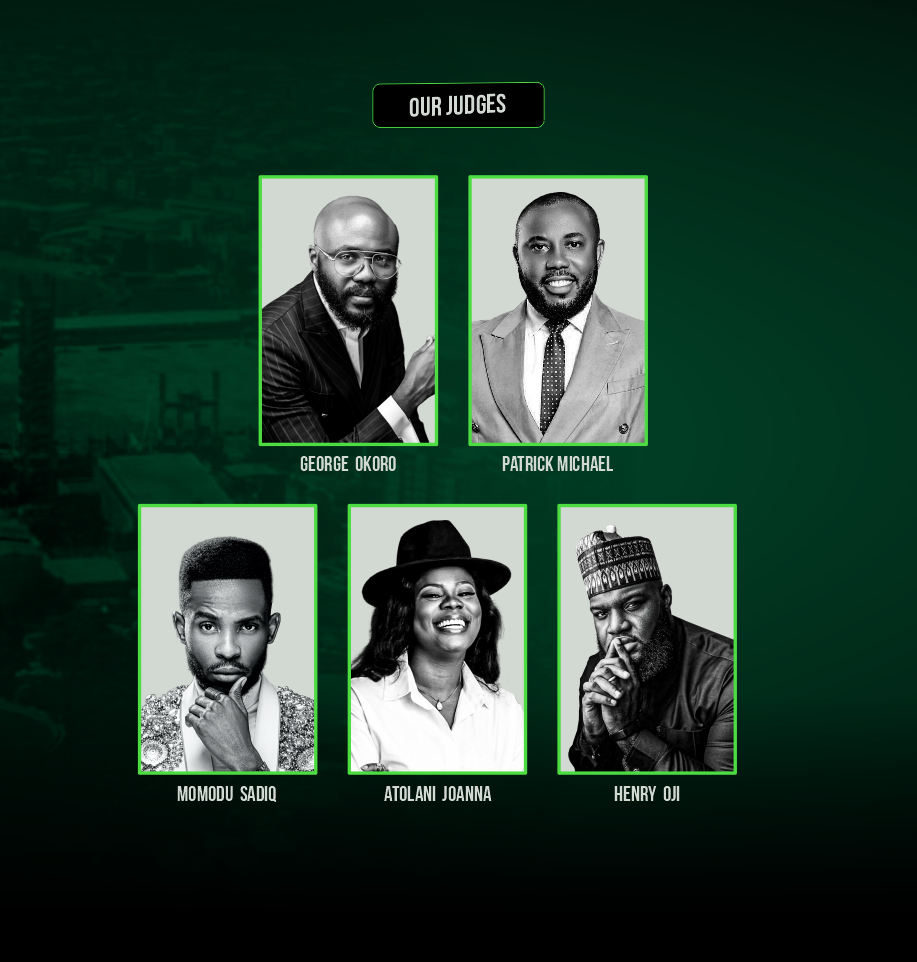 OUR JUDGES
GEORGE OKORO
PATRICK MICHAEL
MOMODU SADIQ
ATOLANI JOANNA
HENRY OJI